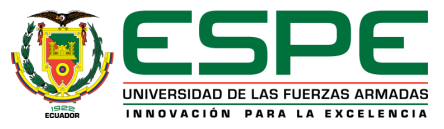 ESPE
UNIVERSIDAD DE LAS FUERZAS ARMADAS
INNOVACIÓN PARA LA EXCELENCIA
1922
ECUADOR